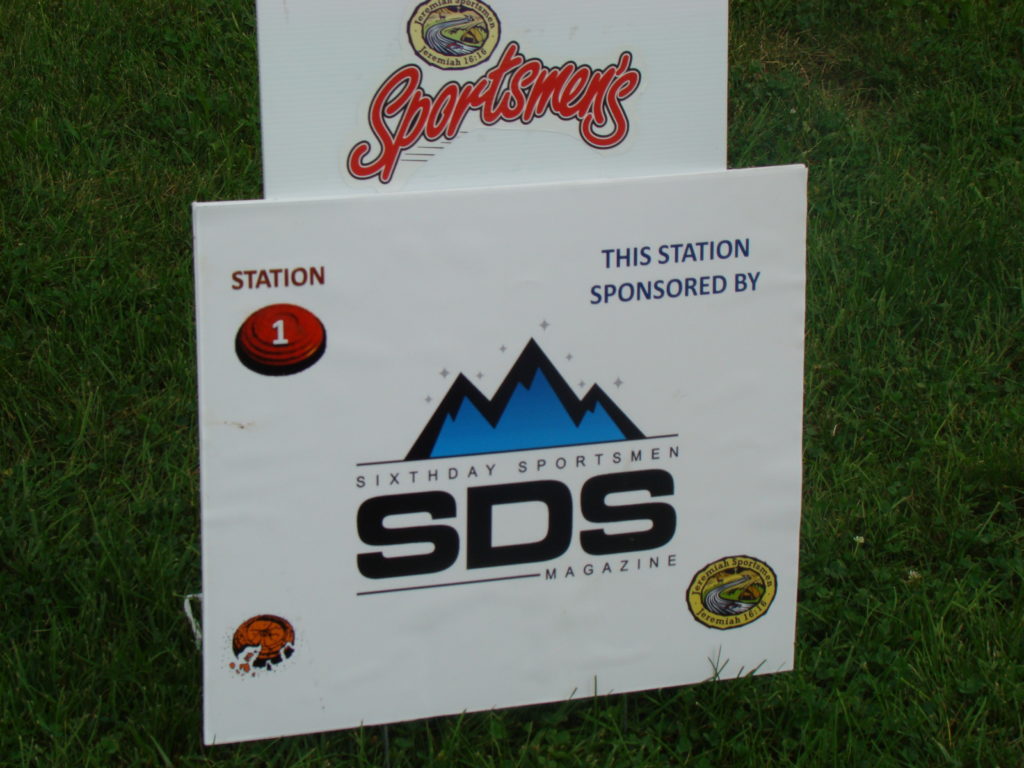 Jeremiah Sportsmen
Jeremiah 16:16
Sportsmen's
STATION
1
THIS STATION
SPONSORED BY
SIXTHDAY SPORTSMEN
SDS
MAGAZINE
Jeremiah Sportsmen
Jeremiah 16:16